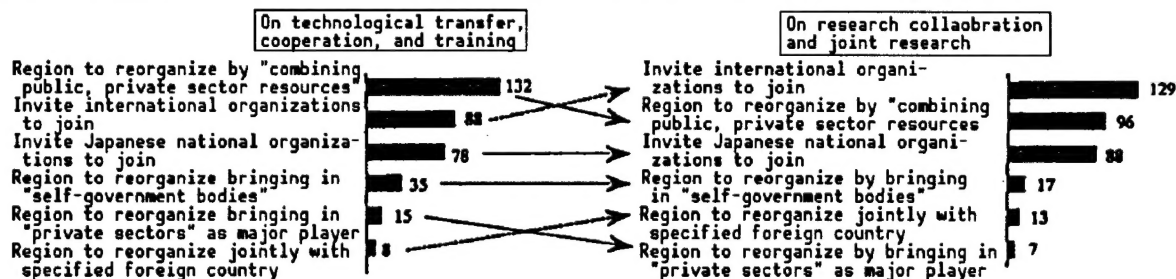 On technological transfer,
cooperation, and training
Region to reorganize by "combining
public, private sector resources"
132
Invite international organizations
to join
88
Invite Japanese national organiza-
tions to join
78
Region to reorganize bringing in
"self-government bodies"
35
Region to reorganize bringing in
"private sectors" as major player
15
Region to reorganize jointly with
specified foreign country
8
On research collaobration
and joint research
Invite international organi-
zations to join
129
Region to reorganize by "combining
public, private sector resources
96
Invite Japanese national organi-
zations to join
88
Region to reorganize by bringing
in "self-government bodies"
17
Region to reorganize jointly with
specified foreign country
13
Region to reorganize by bringing in
"private sectors" as major player
7